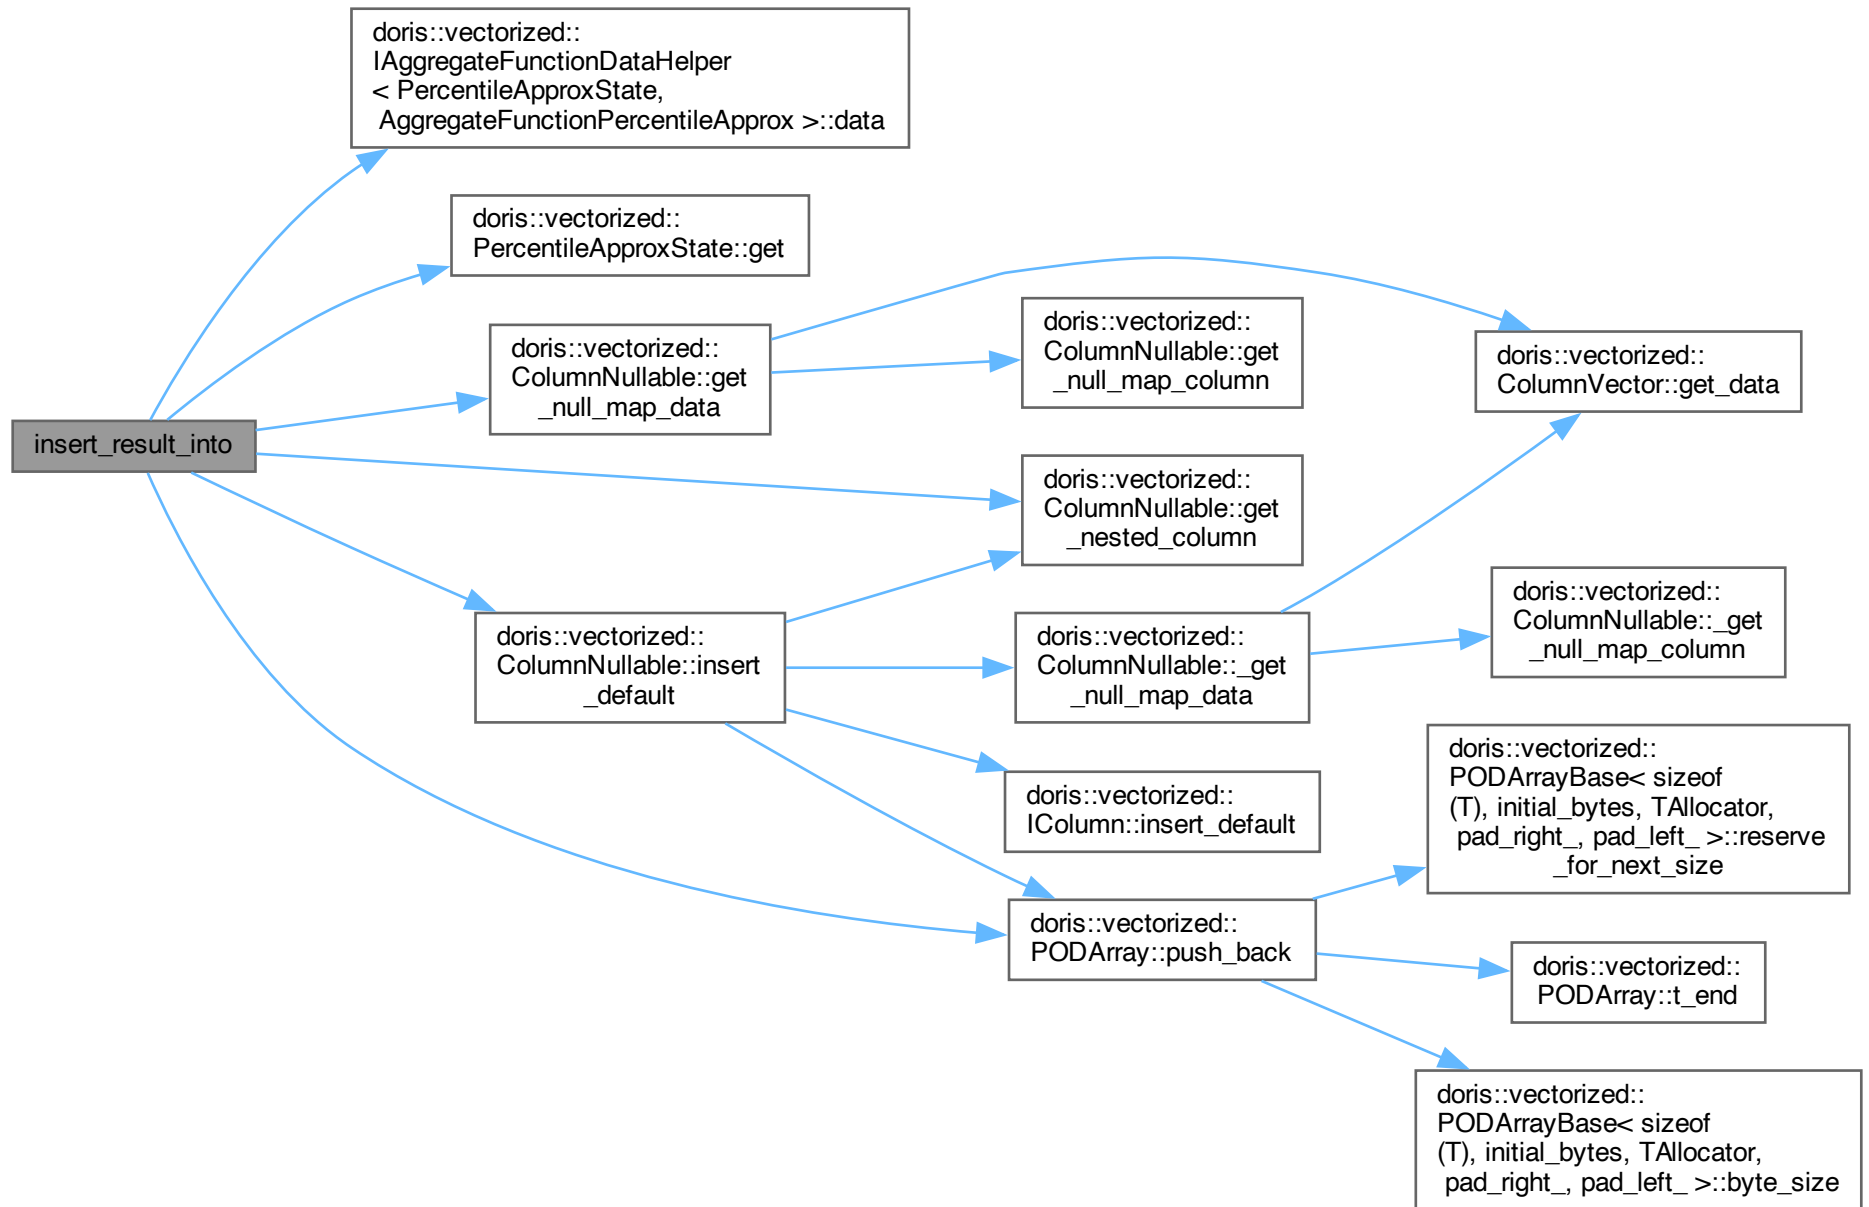 doris::vectorized::
IAggregateFunctionDataHelper
< PercentileApproxState,
AggregateFunctionPercentileApprox >::data
doris::vectorized::
PercentileApproxState::get
doris::vectorized::
ColumnNullable::get
_null_map_data
doris::vectorized::
ColumnNullable::get
_null_map_column
doris::vectorized::
ColumnVector::get_data
insert_result_into
doris::vectorized::
ColumnNullable::get
_nested_column
doris::vectorized::
ColumnNullable::insert
_default
doris::vectorized::
ColumnNullable::_get
_null_map_data
doris::vectorized::
ColumnNullable::_get
_null_map_column
doris::vectorized::
IColumn::insert_default
doris::vectorized::
PODArrayBase< sizeof
(T), initial_bytes, TAllocator,
pad_right_, pad_left_ >::reserve
_for_next_size
doris::vectorized::
PODArray::push_back
doris::vectorized::
PODArray::t_end
doris::vectorized::
PODArrayBase< sizeof
(T), initial_bytes, TAllocator,
pad_right_, pad_left_ >::byte_size